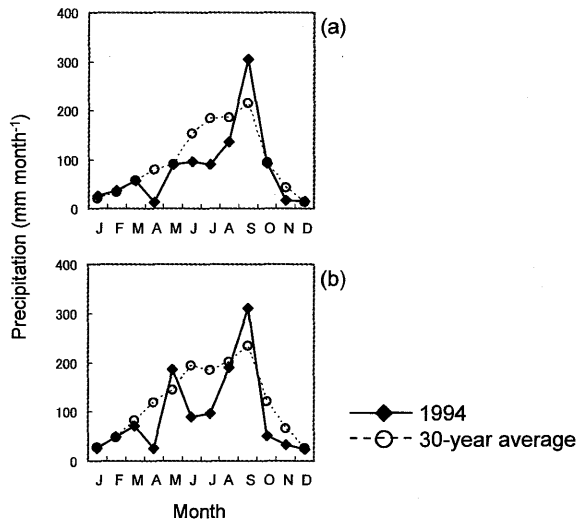 (a)
400
300
200
100
0
J F M A M J J A S O N D
Precipitation (mm month⁻¹)
(b)
400
300
200
100
0
J F M A M J J A S O N D
Month
1994
30-year average